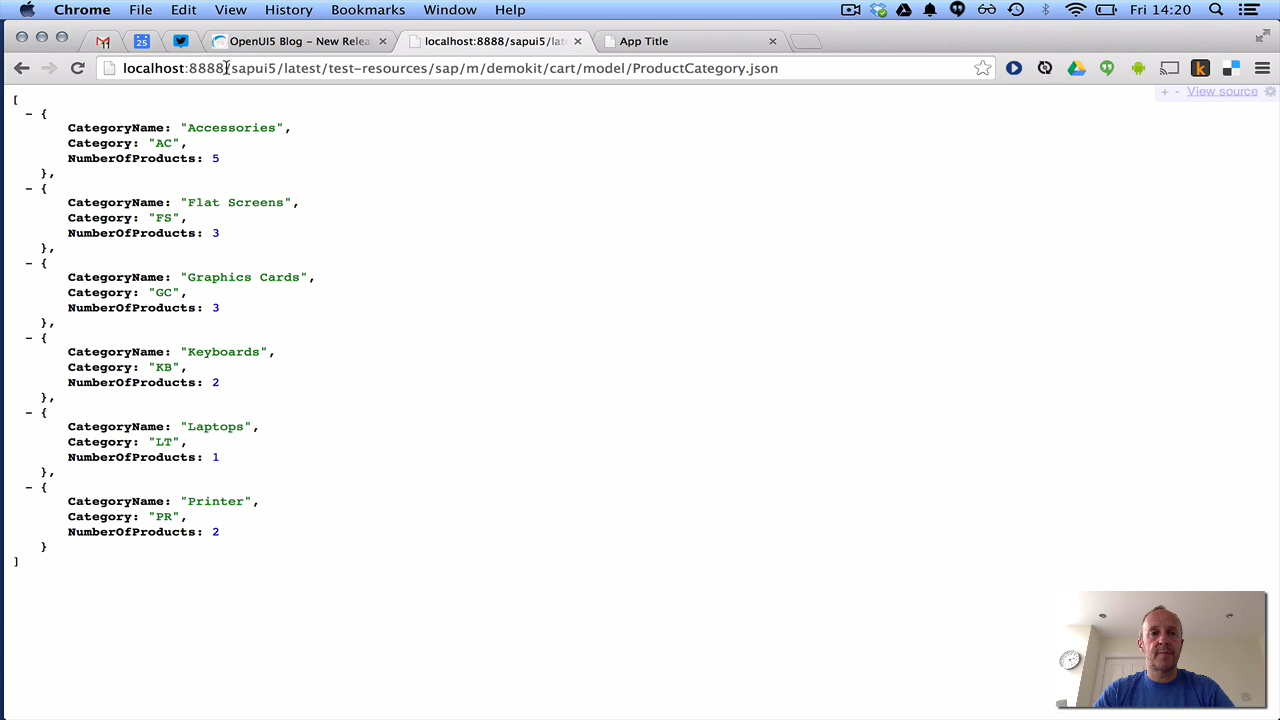 Chrome File Edit View History Bookmarks Window Help Fri 14:20
25 OpenUI5 Blog – New Relea localhost:8888/sapui5/late App Title
localhost:8888/sapui5/latest/test-resources/sap/m/demokit/cart/model/ProductCategory.json k
+ - View source
[
– {
CategoryName: "Accessories",
Category: "AC",
NumberOfProducts: 5
},
– {
CategoryName: "Flat Screens",
Category: "FS",
NumberOfProducts: 3
},
– {
CategoryName: "Graphics Cards",
Category: "GC",
NumberOfProducts: 3
},
– {
CategoryName: "Keyboards",
Category: "KB",
NumberOfProducts: 2
},
– {
CategoryName: "Laptops",
Category: "LT",
NumberOfProducts: 1
},
– {
CategoryName: "Printer",
Category: "PR",
NumberOfProducts: 2
}
]